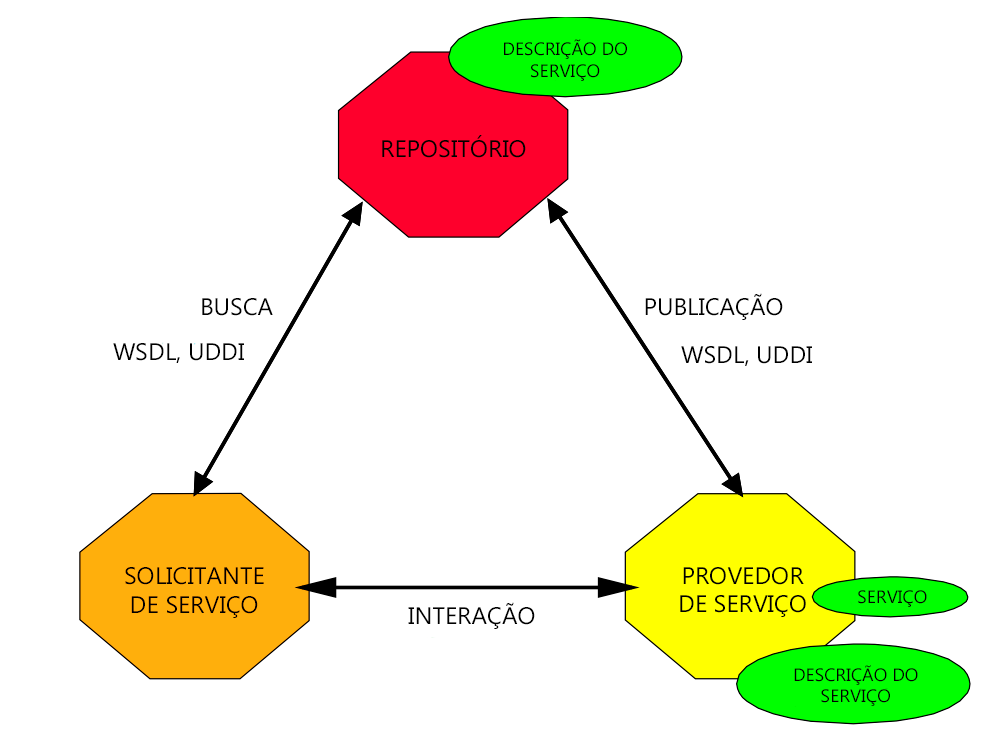 DESCRIÇÃO DO
SERVIÇO
REPOSITÓRIO
BUSCA
WSDL, UDDI
PUBLICAÇÃO
WSDL, UDDI
SOLICITANTE
DE SERVIÇO
INTERAÇÃO
PROVEDOR
DE SERVIÇO
SERVIÇO
DESCRIÇÃO DO
SERVIÇO